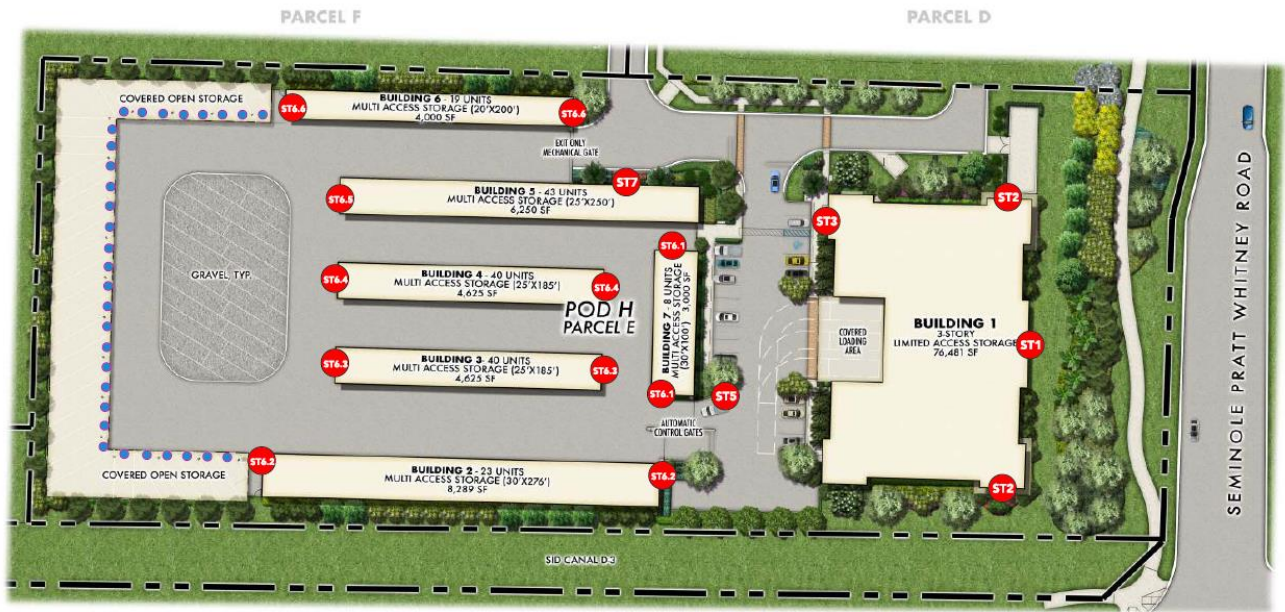 PARCEL F
PARCEL D
COVERED OPEN STORAGE
ST6.6
BUILDING 6 - 19 UNITS
MULTI ACCESS STORAGE (20'X200')
4,000 SF
ST6.6
EXIT ONLY
MECHANICAL GATE
ST7
ST6.5
BUILDING 5 - 43 UNITS
MULTI ACCESS STORAGE (25'X250')
6,250 SF
ST2
ST3
ST6.1
GRAVEL, TYP.
ST6.4
BUILDING 4 - 40 UNITS
MULTI ACCESS STORAGE (25'X185')
4,625 SF
ST6.4
POD H
PARCEL E
BUILDING 7 - 8 UNITS
MULTI ACCESS STORAGE
(30'X100') 3,000 SF
COVERED
LOADING
AREA
BUILDING 1
3-STORY
LIMITED ACCESS STORAGE
76,481 SF
ST1
ST6.3
BUILDING 3- 40 UNITS
MULTI ACCESS STORAGE (25'X185')
4,625 SF
ST6.3
ST6.1
ST5
AUTOMATIC
CONTROL GATES
COVERED OPEN STORAGE
ST6.2
BUILDING 2 - 23 UNITS
MULTI ACCESS STORAGE (30'X276')
8,289 SF
ST6.2
ST2
SEMINOLE PRATT WHITNEY ROAD
SID CANAL D3